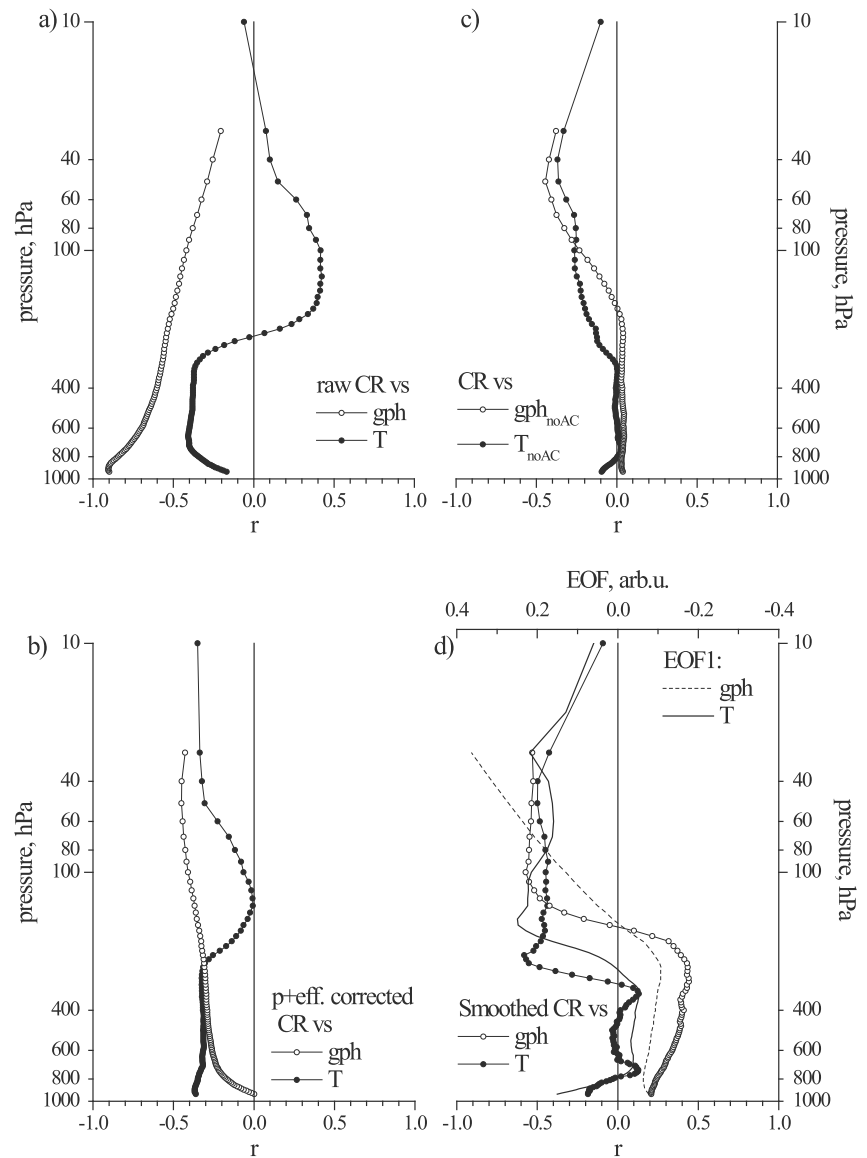 a)
10
40
60
80
100
400
600
800
1000
pressure, hPa
raw CR vs
gph
T
-1.0 -0.5 0.0 0.5 1.0
r
c)
10
40
60
80
100
400
600
800
1000
pressure, hPa
CR vs
gph noAC
T noAC
-1.0 -0.5 0.0 0.5 1.0
r
b)
10
40
60
80
100
400
600
800
1000
pressure, hPa
p+eff. corrected
CR vs
gph
T
-1.0 -0.5 0.0 0.5 1.0
r
EOF, arb.u.
0.4 0.2 0.0 -0.2 -0.4
d)
10
40
60
80
100
400
600
800
1000
pressure, hPa
EOF1:
gph
T
Smoothed CR vs
gph
T
-1.0 -0.5 0.0 0.5 1.0
r